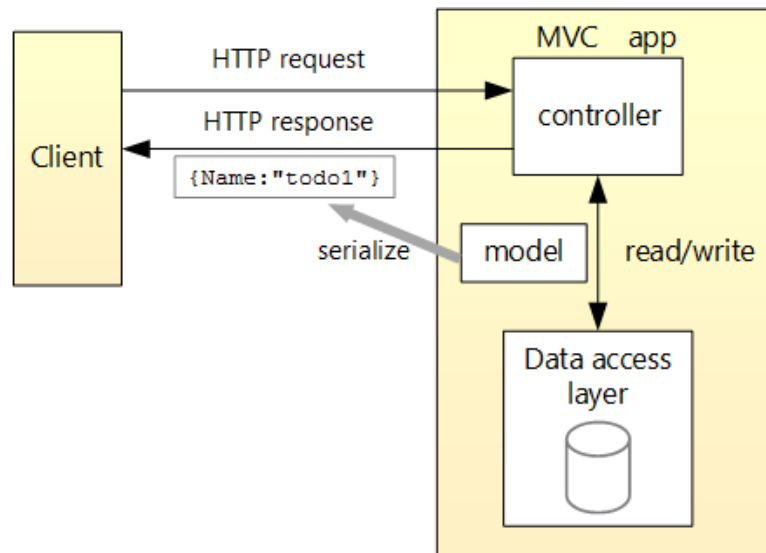 MVC app
HTTP request
controller
HTTP response
Client
{Name:"todo1"}
serialize
model
read/write
Data access
layer